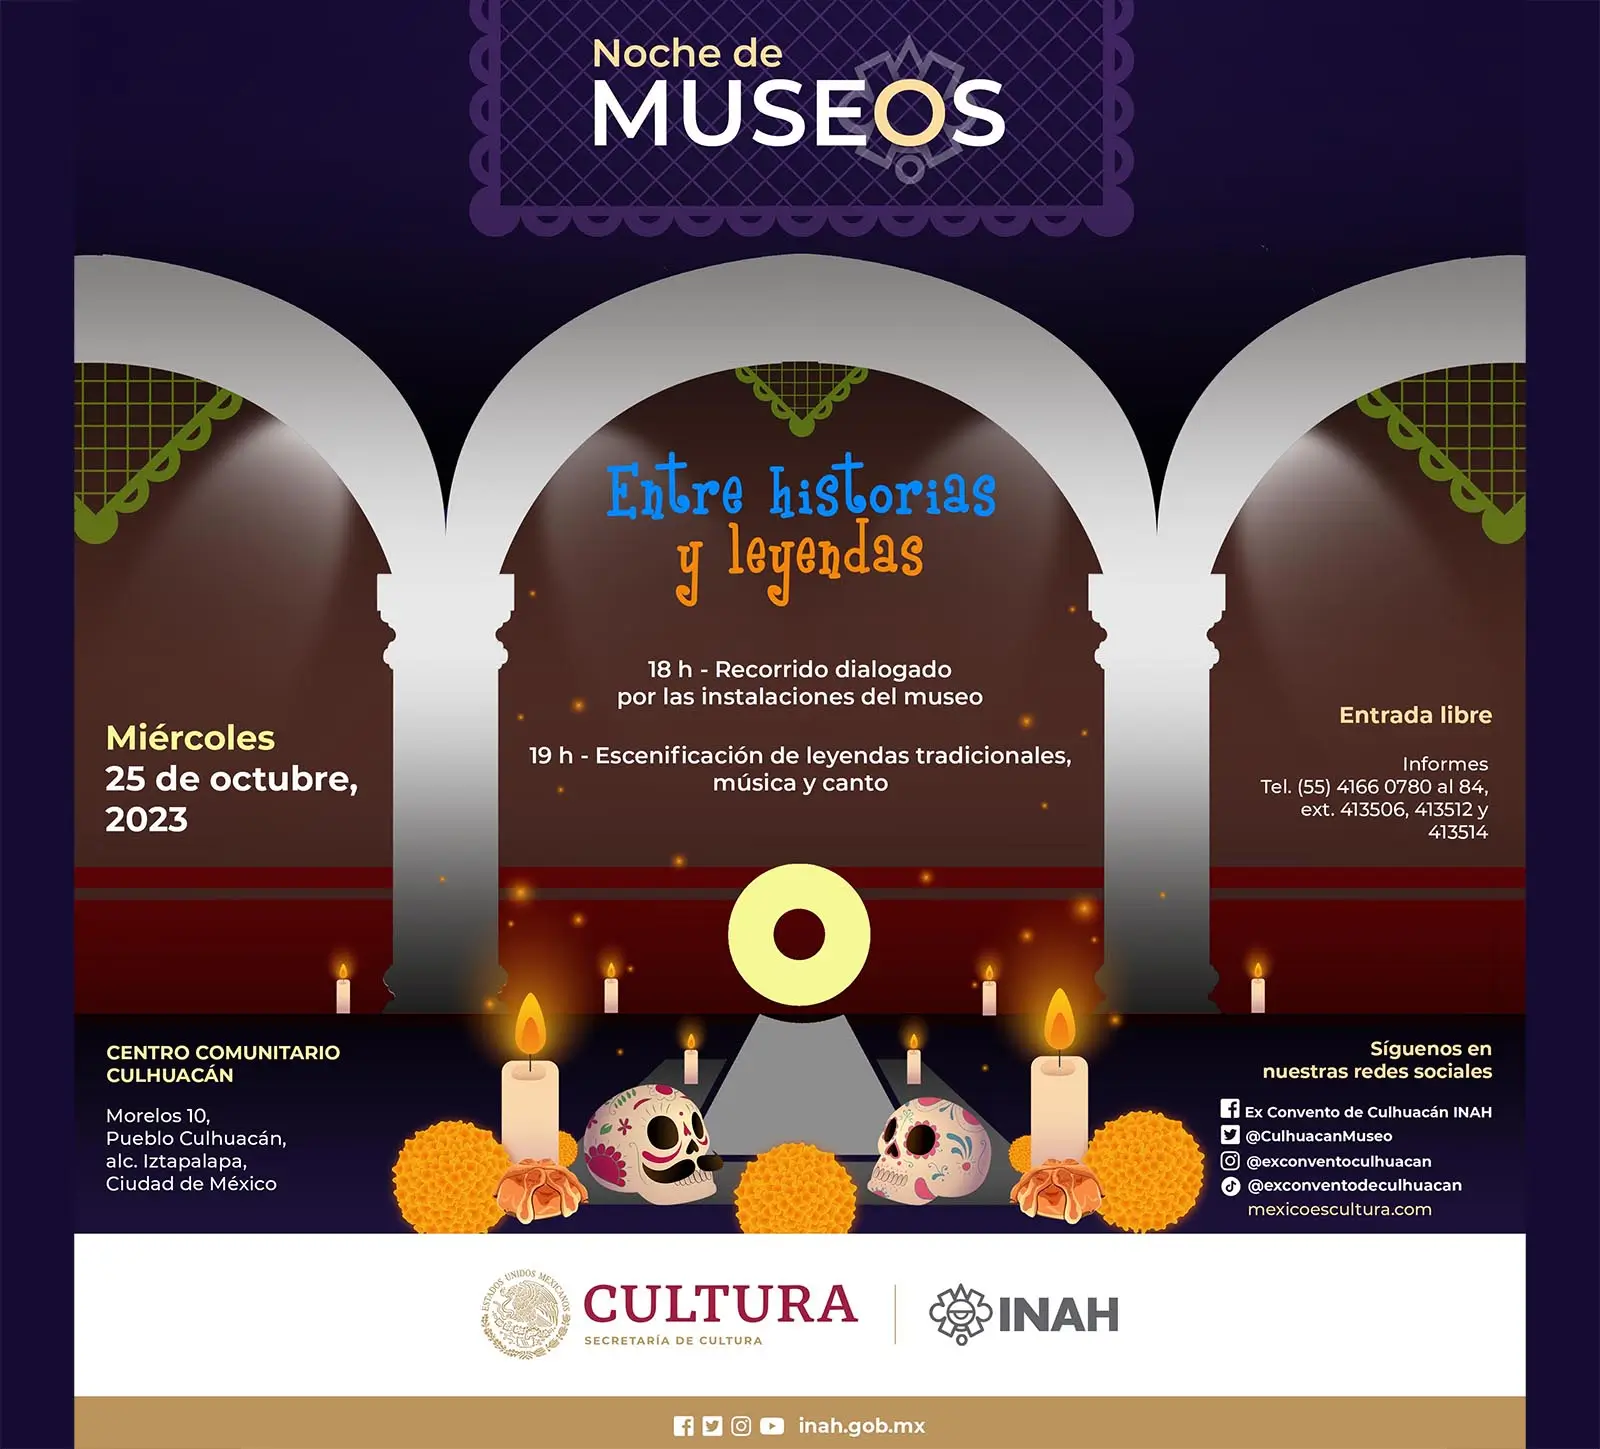 Noche de
MUSEOS
Entre historias
y leyendas
18 h - Recorrido dialogado
por las instalaciones del museo
19 h - Escenificación de leyendas tradicionales,
música y canto
Miércoles
25 de octubre,
2023
Entrada libre
Informes
Tel. (55) 4166 0780 al 84,
ext. 413506, 413512 y
413514
CENTRO COMUNITARIO
CULHUACÁN
Morelos 10,
Pueblo Culhuacán,
alc. Iztapalapa,
Ciudad de México
Síguenos en
nuestras redes sociales
Ex Convento de Culhuacán INAH
@CulhuacanMuseo
@exconventoculhuacan
@exconventodeculhuacan
mexicoescultura.com
ESTADOS UNIDOS MEXICANOS
CULTURA
SECRETARÍA DE CULTURA
INAH
inah.gob.mx